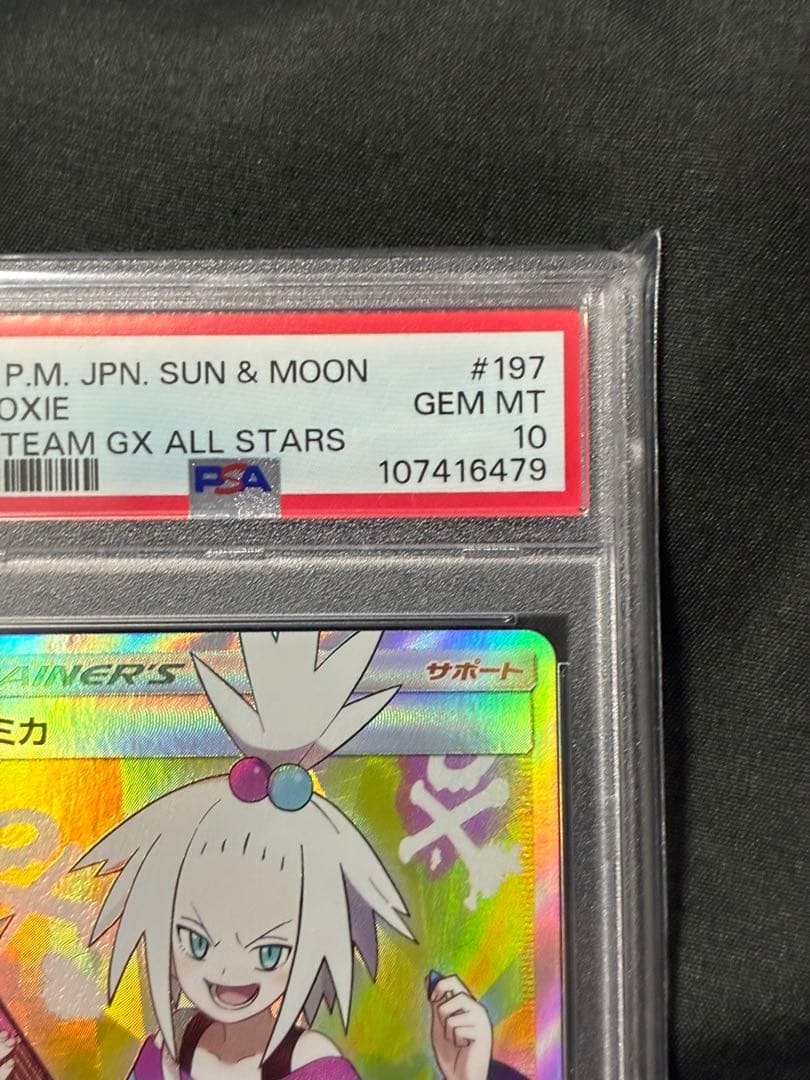 P.M. JPN. SUN & MOON #197
OXIE GEM MT
TEAM GX ALL STARS 10
PSA 107416479
AINER'S サポート
ミカ